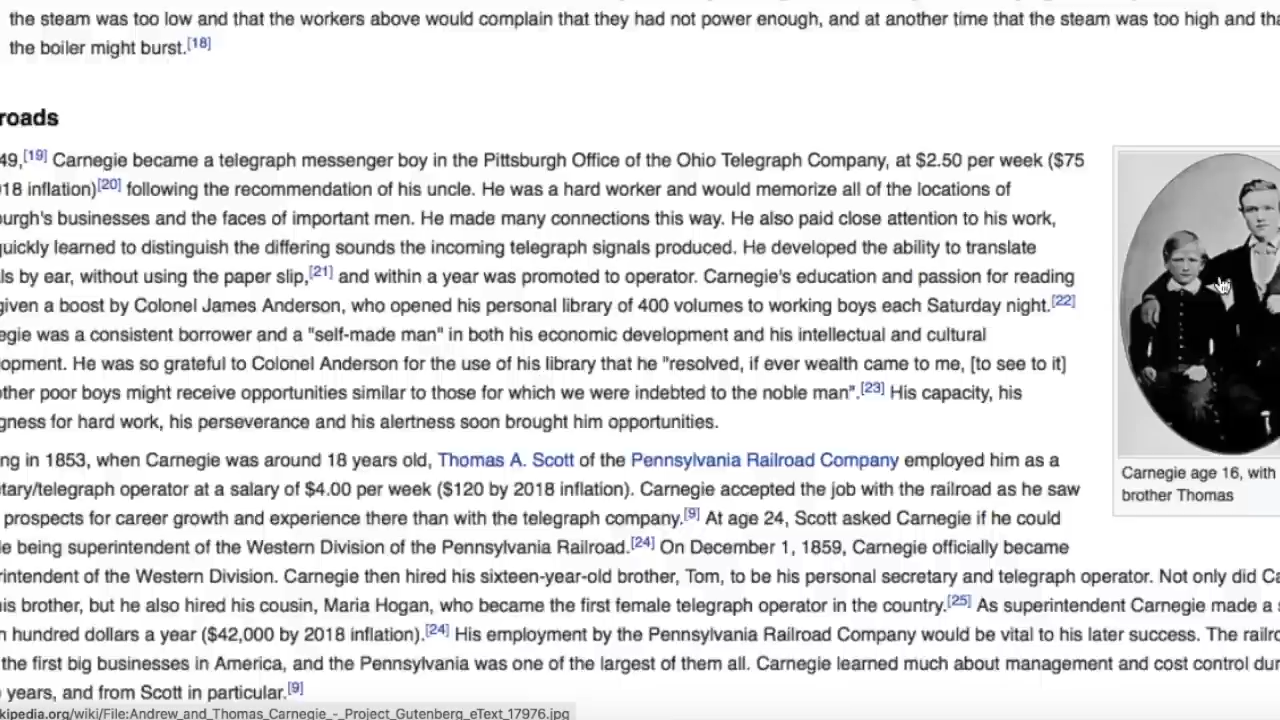 the steam was too low and that the workers above would complain that they had not power enough, and at another time that the steam was too high and tha
the boiler might burst.[18]
roads
49,[19] Carnegie became a telegraph messenger boy in the Pittsburgh Office of the Ohio Telegraph Company, at $2.50 per week ($75
18 inflation)[20] following the recommendation of his uncle. He was a hard worker and would memorize all of the locations of
burgh's businesses and the faces of important men. He made many connections this way. He also paid close attention to his work,
quickly learned to distinguish the differing sounds the incoming telegraph signals produced. He developed the ability to translate
ls by ear, without using the paper slip,[21] and within a year was promoted to operator. Carnegie's education and passion for reading
given a boost by Colonel James Anderson, who opened his personal library of 400 volumes to working boys each Saturday night.[22]
egie was a consistent borrower and a "self-made man" in both his economic development and his intellectual and cultural
opment. He was so grateful to Colonel Anderson for the use of his library that he "resolved, if ever wealth came to me, [to see to it]
ther poor boys might receive opportunities similar to those for which we were indebted to the noble man".[23] His capacity, his
gness for hard work, his perseverance and his alertness soon brought him opportunities.
Carnegie age 16, with
brother Thomas
ng in 1853, when Carnegie was around 18 years old, Thomas A. Scott of the Pennsylvania Railroad Company employed him as a
tary/telegraph operator at a salary of $4.00 per week ($120 by 2018 inflation). Carnegie accepted the job with the railroad as he saw
prospects for career growth and experience there than with the telegraph company.[9] At age 24, Scott asked Carnegie if he could
le being superintendent of the Western Division of the Pennsylvania Railroad.[24] On December 1, 1859, Carnegie officially became
rintendent of the Western Division. Carnegie then hired his sixteen-year-old brother, Tom, to be his personal secretary and telegraph operator. Not only did Ca
his brother, but he also hired his cousin, Maria Hogan, who became the first female telegraph operator in the country.[25] As superintendent Carnegie made a s
n hundred dollars a year ($42,000 by 2018 inflation).[24] His employment by the Pennsylvania Railroad Company would be vital to his later success. The railro
the first big businesses in America, and the Pennsylvania was one of the largest of them all. Carnegie learned much about management and cost control dur
years, and from Scott in particular.[9]
kipedia.org/wiki/File:Andrew_and_Thomas_Carnegie_-_Project_Gutenberg_eText_17976.jpg